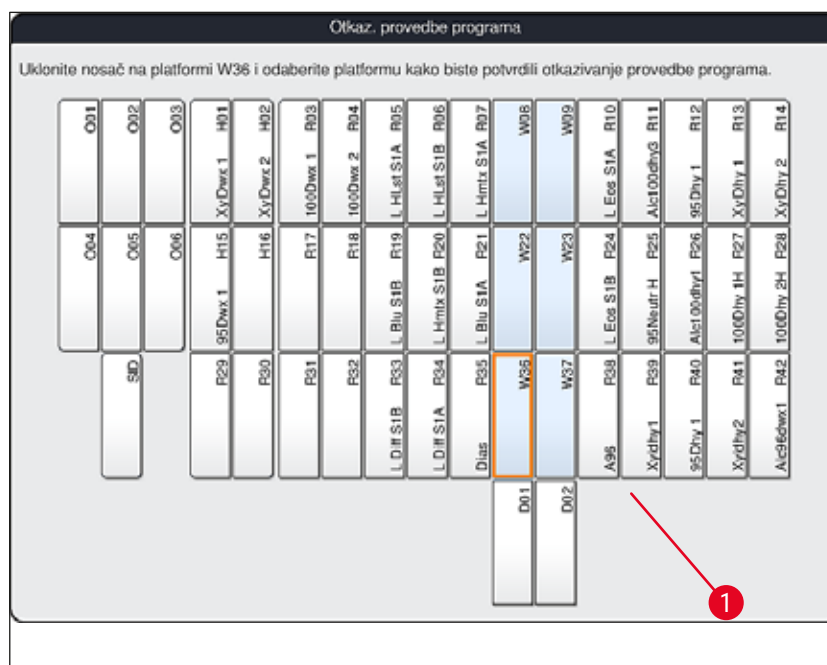 Otkaz. provedbe programa
Uklonite nosač na platformi W36 i odaberite platformu kako biste potvrdili otkazivanje provedbe programa.
O01
O02
O03
XyDwx 1 H01
XyDwx 2 H02
100Dwx 1 R03
100Dwx 2 R04
L HLst S1A R05
L HLst S1B R06
L Hmtx S1A R07
W08
W09
L Eos S1A R10
Alc100dhy3 R11
95Dhy 1 R12
XyDhy 1 R13
XyDhy 2 R14
O04
O05
O06
95Dwx 1 H15
H16
R17
R18
L Blu S1B R19
L Hmtx S1B R20
L Blu S1A R21
W22
W23
L Eos S1B R24
95Neutr H R25
Alc100dhy1 R26
100Dhy 1H R27
100Dhy 2H R28
SID
R29
R30
R31
R32
L Diff S1B R33
L Diff S1A R34
Dias R35
W36
W37
A96 R38
Xydhy1 R39
95Dhy 1 R40
Xydhy2 R41
Alc96dwx1 R42
D01
D02
1